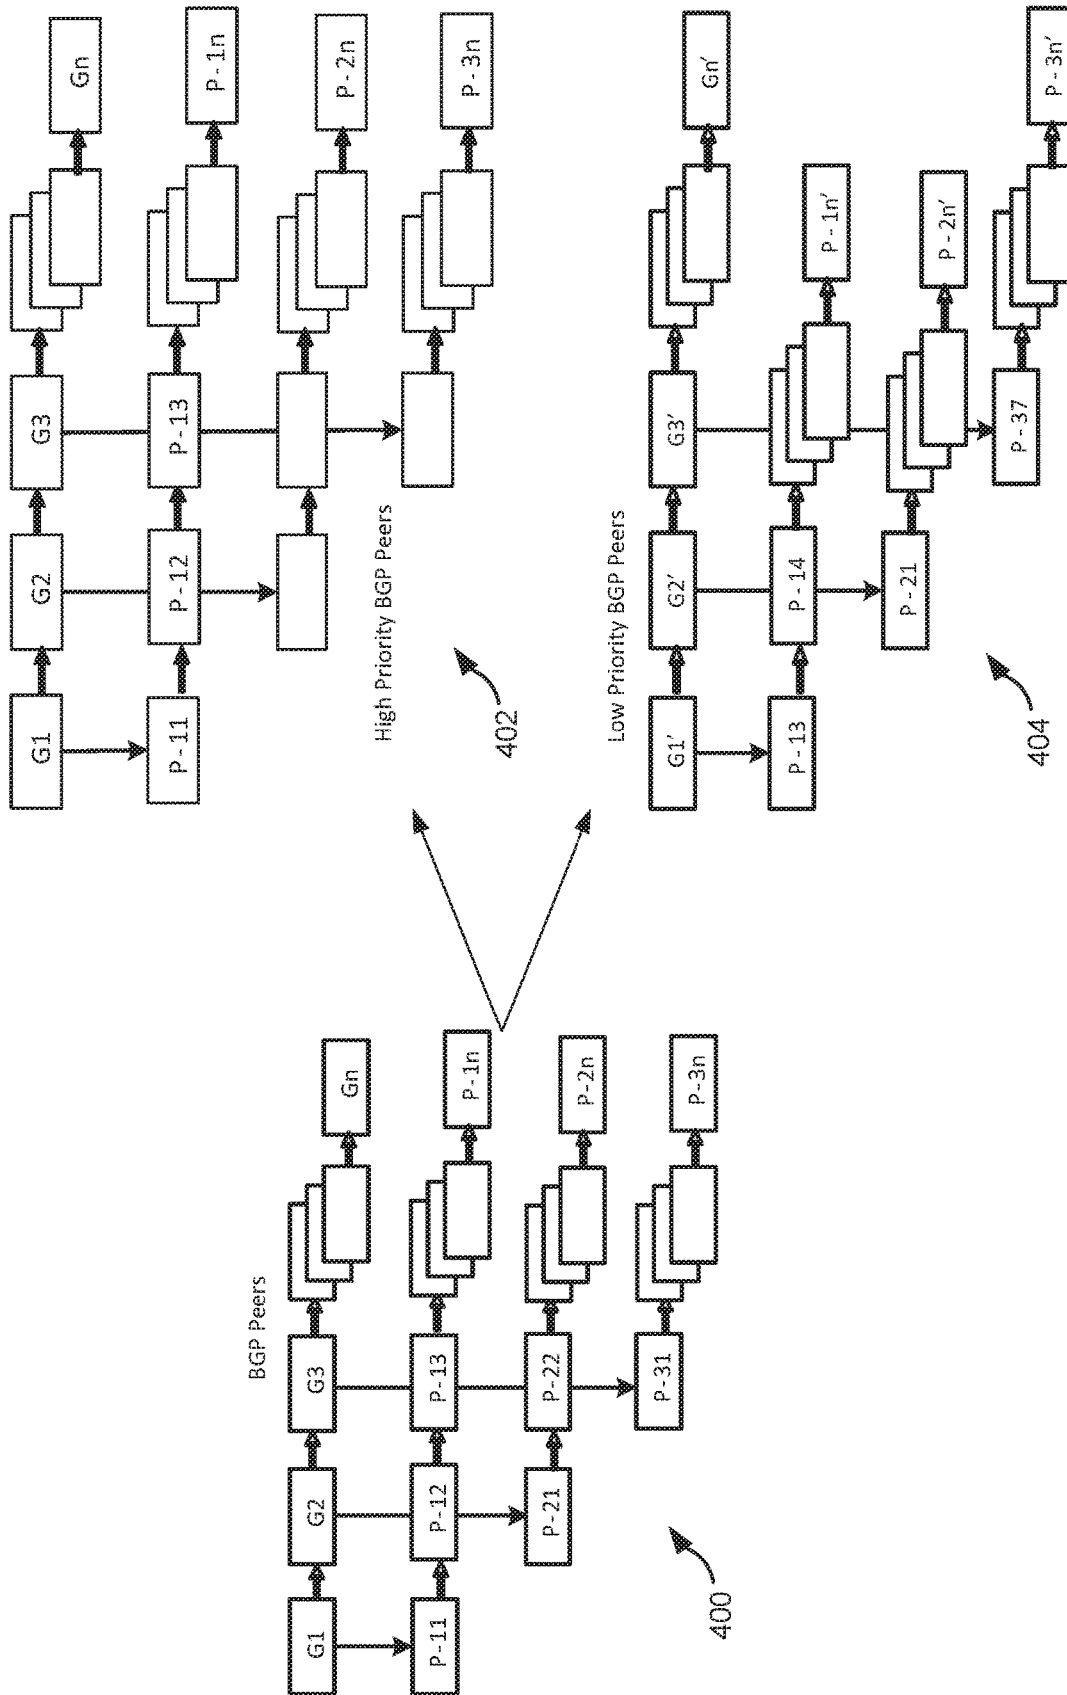 BGP Peers
G1
G2
G3
Gn
P-11
P-12
P-13
P-1n
P-21
P-22
P-2n
P-31
P-3n
400
G1
G2
G3
Gn
P-11
P-12
P-13
P-1n
P-2n
P-3n
High Priority BGP Peers
402
Low Priority BGP Peers
G1'
G2'
G3'
Gn'
P-13
P-14
P-1n'
P-21
P-2n'
P-37
P-3n'
404